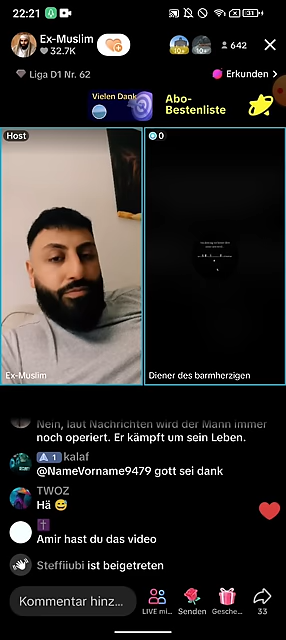 22:21
Ex-Muslim
32.7K
10+
10+
642
Liga D1 Nr. 62
Erkunden
Vielen Dank
Abo-
Bestenliste
Host
0
Ex-Muslim
Diener des barmherzigen
Nein, laut Nachrichten wird der Mann immer
noch operiert. Er kämpft um sein Leben.
1 kalaf
@NameVorname9479 gott sei dank
TWOZ
Hä 😅
Amir hast du das video
Steffiiubi ist beigetreten
Kommentar hinz...
LIVE mi...
Senden
Gesche...
33